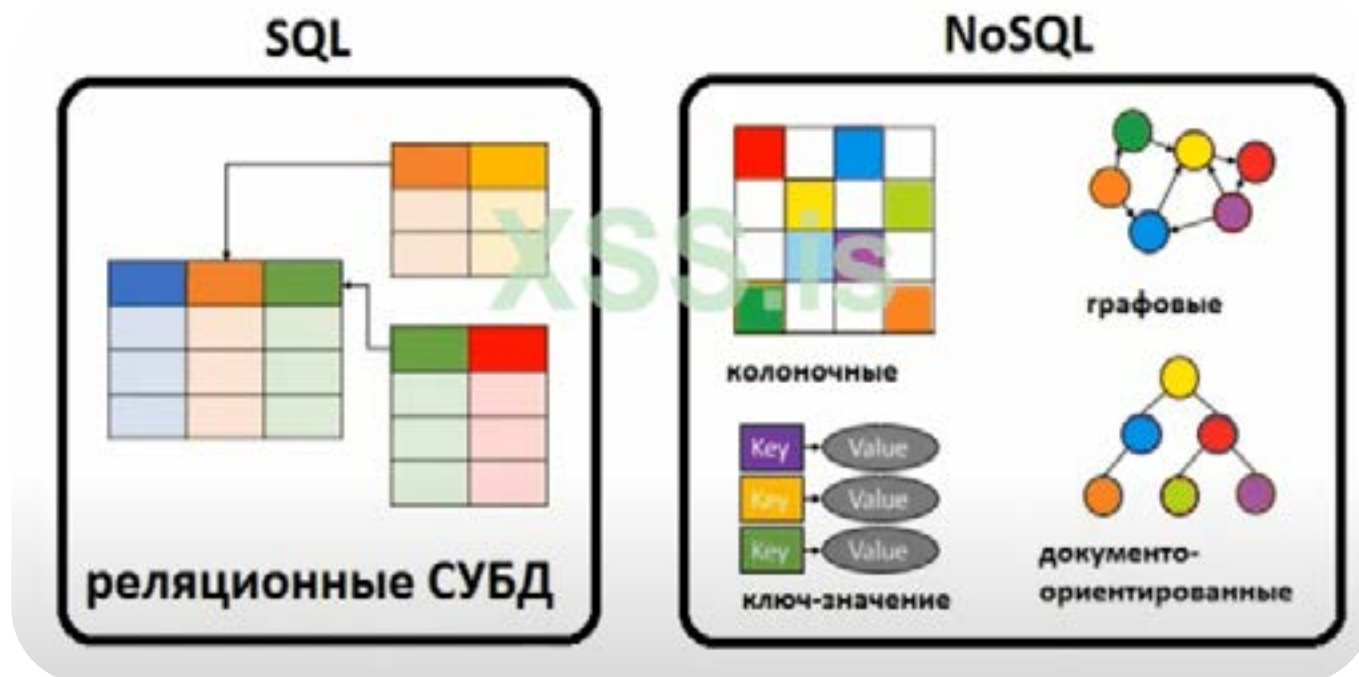 SQL
NoSQL
XSS.is
реляционные СУБД
колоночные
графовые
Key
Value
Key
Value
Key
Value
ключ-значение
документо-
ориентированные